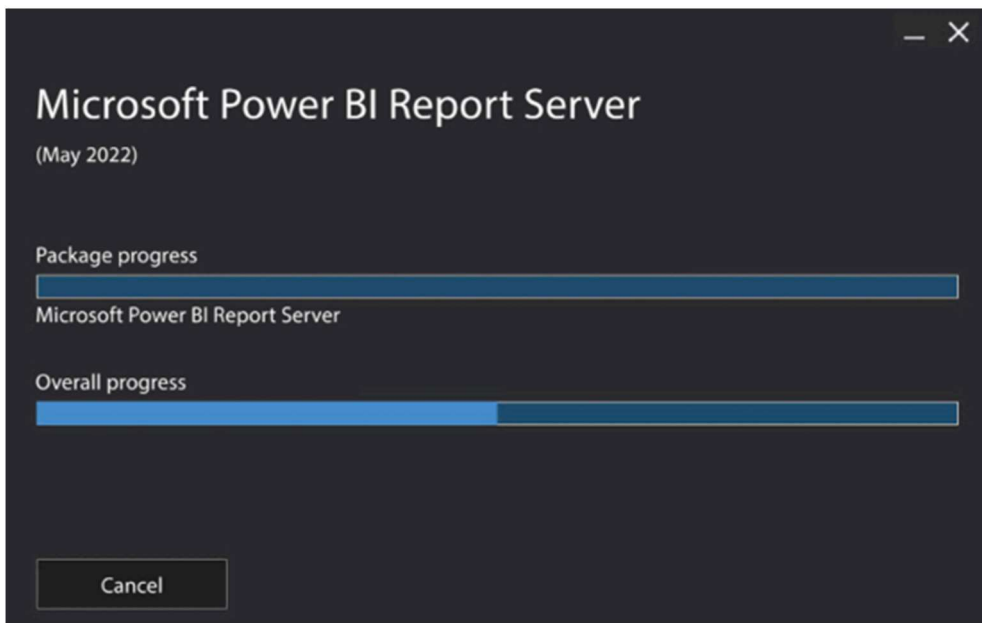 Microsoft Power BI Report Server
(May 2022)
Package progress
Microsoft Power BI Report Server
Overall progress
Cancel